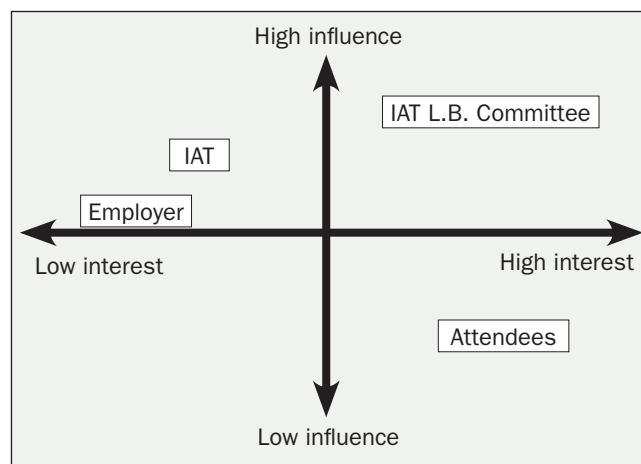 High influence
IAT L.B. Committee
IAT
Employer
Low interest
High interest
Attendees
Low influence